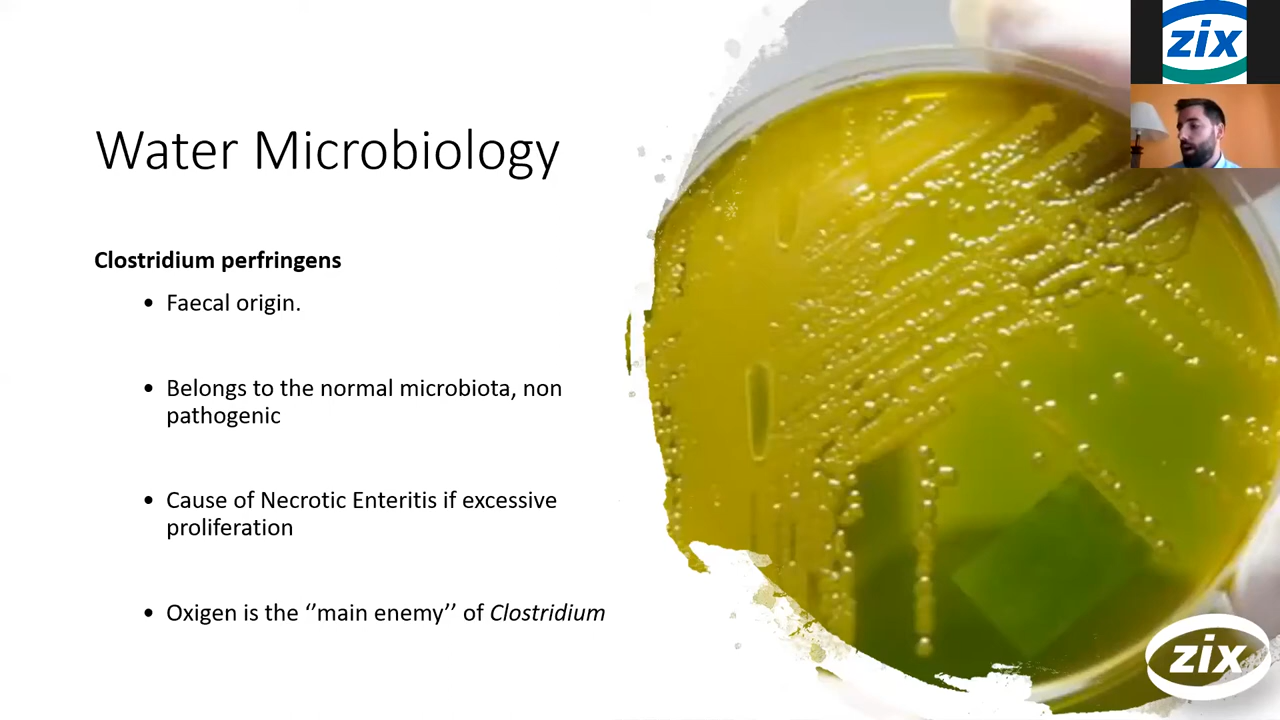 zix
Water Microbiology
Clostridium perfringens
• Faecal origin.
• Belongs to the normal microbiota, non
pathogenic
• Cause of Necrotic Enteritis if excessive
proliferation
• Oxigen is the ‘’main enemy’’ of Clostridium
zix